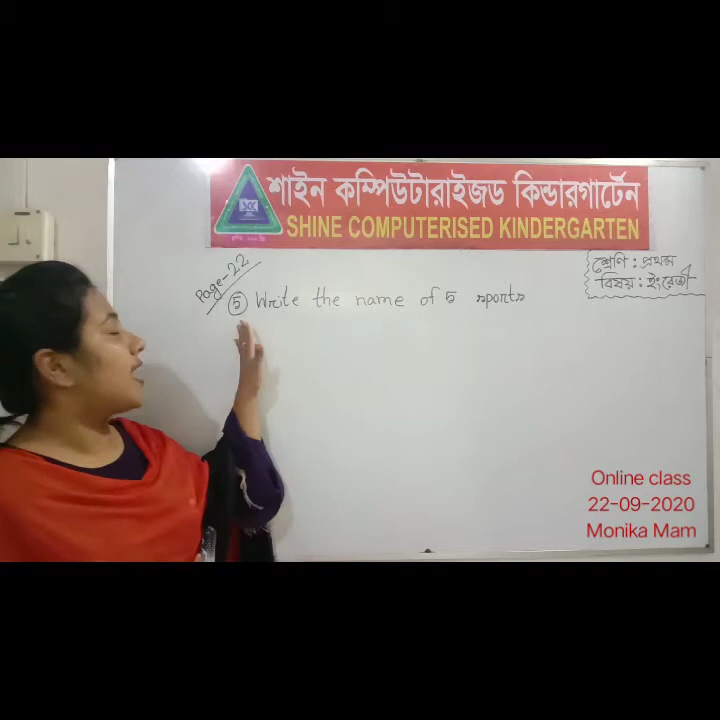 শাইন কম্পিউটারাইজড কিন্ডারগার্টেন
SHINE COMPUTERISED KINDERGARTEN
Page-22
শ্রেণি : প্রথম
বিষয় : ইংরেজী
5 Write the name of 5 sports
Online class
22-09-2020
Monika Mam